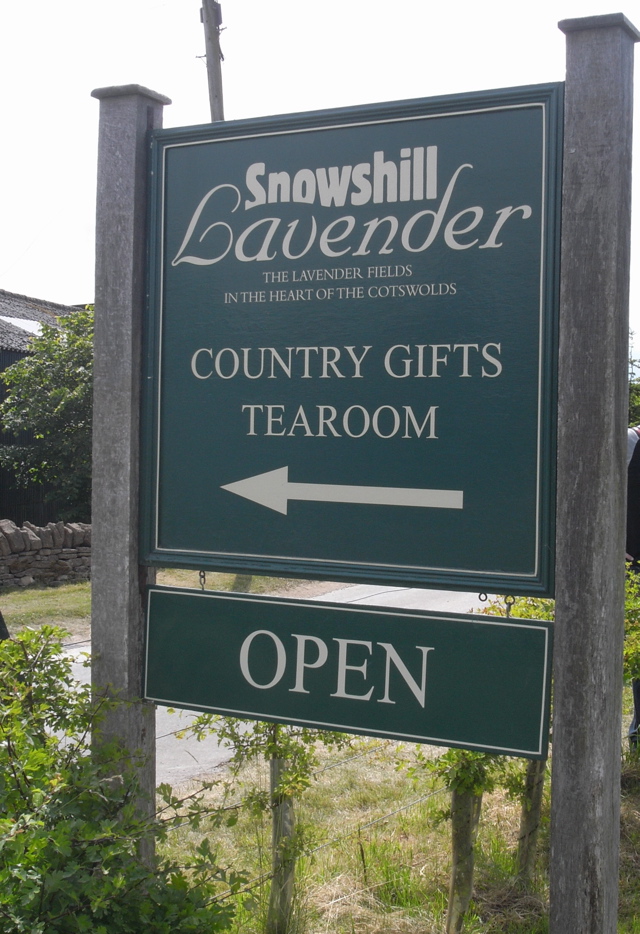 Snowshill
Lavender
THE LAVENDER FIELDS
IN THE HEART OF THE COTSWOLDS
COUNTRY GIFTS
TEAROOM
OPEN